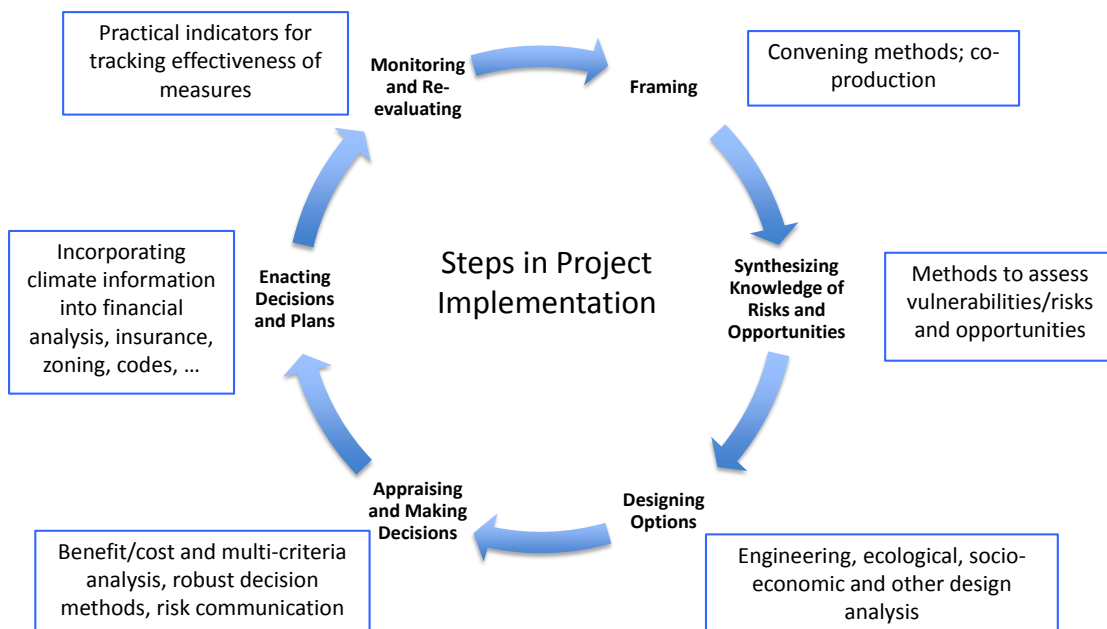 Practical indicators for
tracking effectiveness of
measures
Monitoring
and Re-
evaluating
Framing
Convening methods; co-
production
Incorporating
climate information
into financial
analysis, insurance,
zoning, codes, …
Enacting
Decisions
and Plans
Steps in Project
Implementation
Synthesizing
Knowledge of
Risks and
Opportunities
Methods to assess
vulnerabilities/risks
and opportunities
Appraising
and Making
Decisions
Designing
Options
Benefit/cost and multi-criteria
analysis, robust decision
methods, risk communication
Engineering, ecological, socio-
economic and other design
analysis